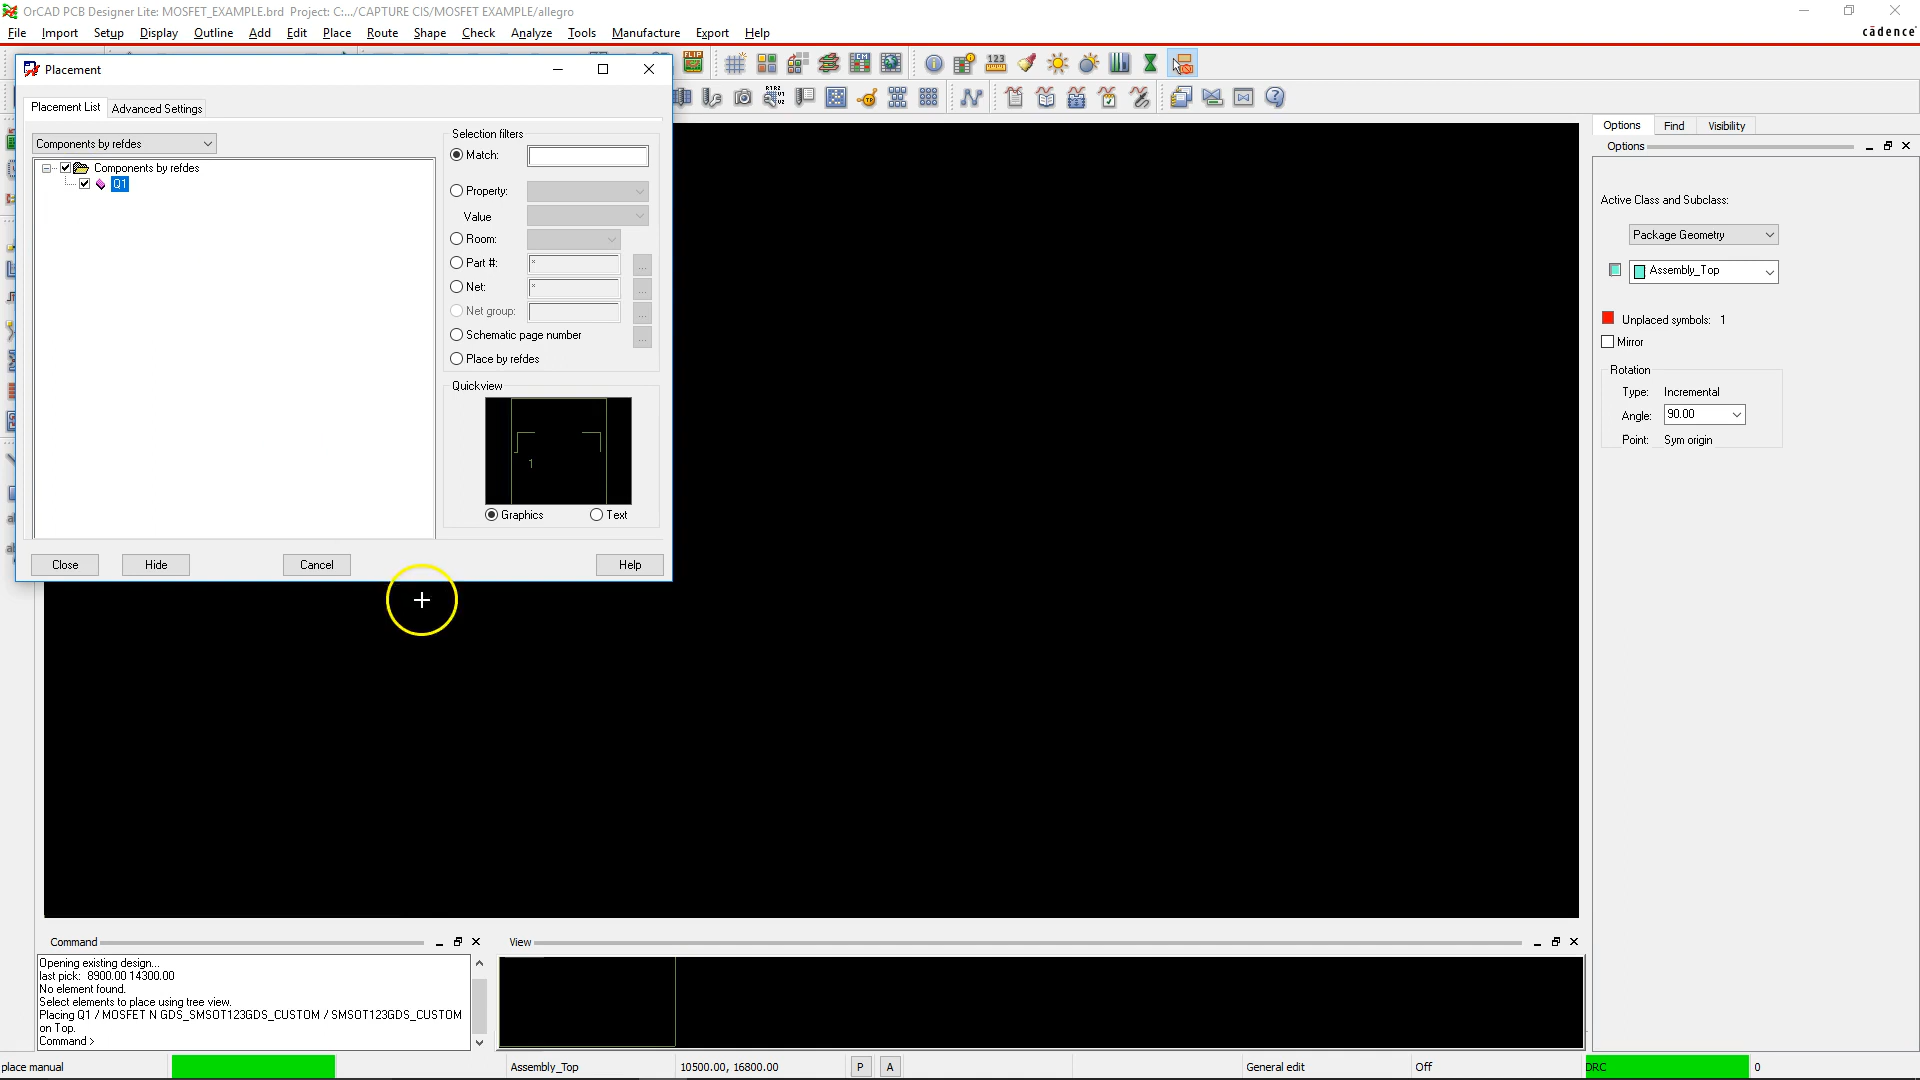 OrCAD PCB Designer Lite: MOSFET_EXAMPLE.brd Project: C:.../CAPTURE CIS/MOSFET EXAMPLE/allegro
File Import Setup Display Outline Add Edit Place Route Shape Check Analyze Tools Manufacture Export Help
cādence
Placement
FLIP
123
R1R2
Placement List Advanced Settings
Components by refdes
Components by refdes
Q1
Selection filters
Match:
Property:
Value
Room:
Part #: *
...
Net: *
...
Net group:
...
Schematic page number
...
Place by refdes
Quickview
1
Graphics Text
Close Hide Cancel Help
Options Find Visibility
Options
Active Class and Subclass:
Package Geometry
Assembly_Top
Unplaced symbols: 1
Mirror
Rotation
Type: Incremental
Angle: 90.00
Point: Sym origin
Command
Opening existing design...
last pick: 8900.00 14300.00
No element found.
Select elements to place using tree view.
Placing Q1 / MOSFET N GDS_SMSOT123GDS_CUSTOM / SMSOT123GDS_CUSTOM
on Top.
Command >
View
place manual Assembly_Top 10500.00, 16800.00 P A General edit Off DRC 0